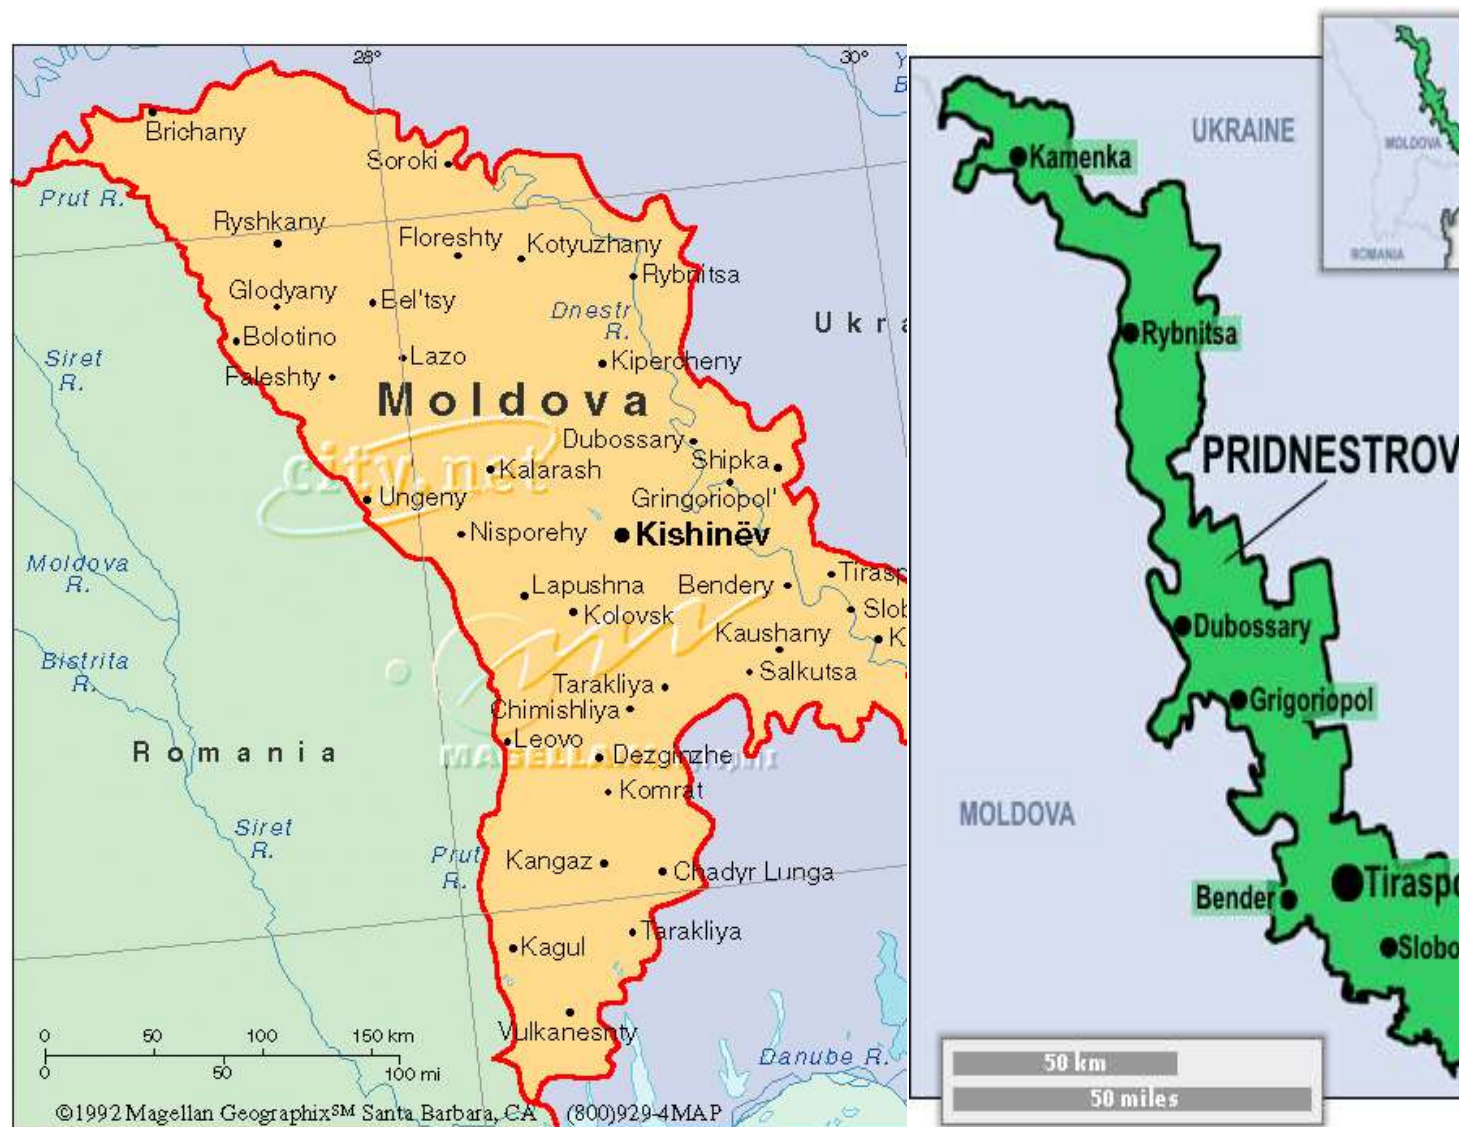 28°
30°
Brichany
Soroki
Prut R.
Ryshkany
Floreshty
Kotyuzhany
Rybnitsa
Glodyany
Bel'tsy
Dnestr
R.
Bolotino
Ukra
Siret
R.
Lazo
Kipercheny
Faleshty
Moldova
Dubossary
city.net
Kalarash
Shipka
Ungeny
Gringoriopol'
Nisporehy
Kishinëv
Moldova
R.
Tirasp
Lapushna
Bendery
Kolovsk
Slob
Kaushany
K
Bistrita
R.
Salkutsa
Tarakliya
Chimishliya
Leovo
Romania
Dezginzhe
Komrat
Siret
R.
Prut
R.
Kangaz
Chadyr Lunga
Kagul
Tarakliya
Vulkaneshty
0 50 100 150 km
0 50 100 mi
Danube R.
©1992 Magellan Geographix℠ Santa Barbara, CA (800)929-4MAP
UKRAINE
MOLDOVA
ROMANIA
Kamenka
Rybnitsa
PRIDNESTROV
Dubossary
Grigoriopol
MOLDOVA
Tiraspo
Bender
Slobo
50 km
50 miles